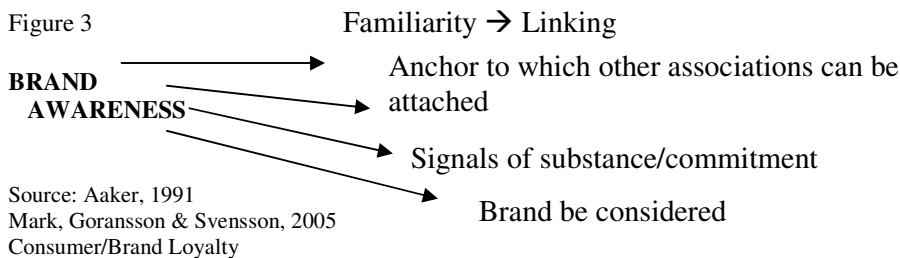 Figure 3
Familiarity → Linking
BRAND
AWARENESS
Anchor to which other associations can be
attached
Signals of substance/commitment
Brand be considered
Source: Aaker, 1991
Mark, Goransson & Svensson, 2005
Consumer/Brand Loyalty